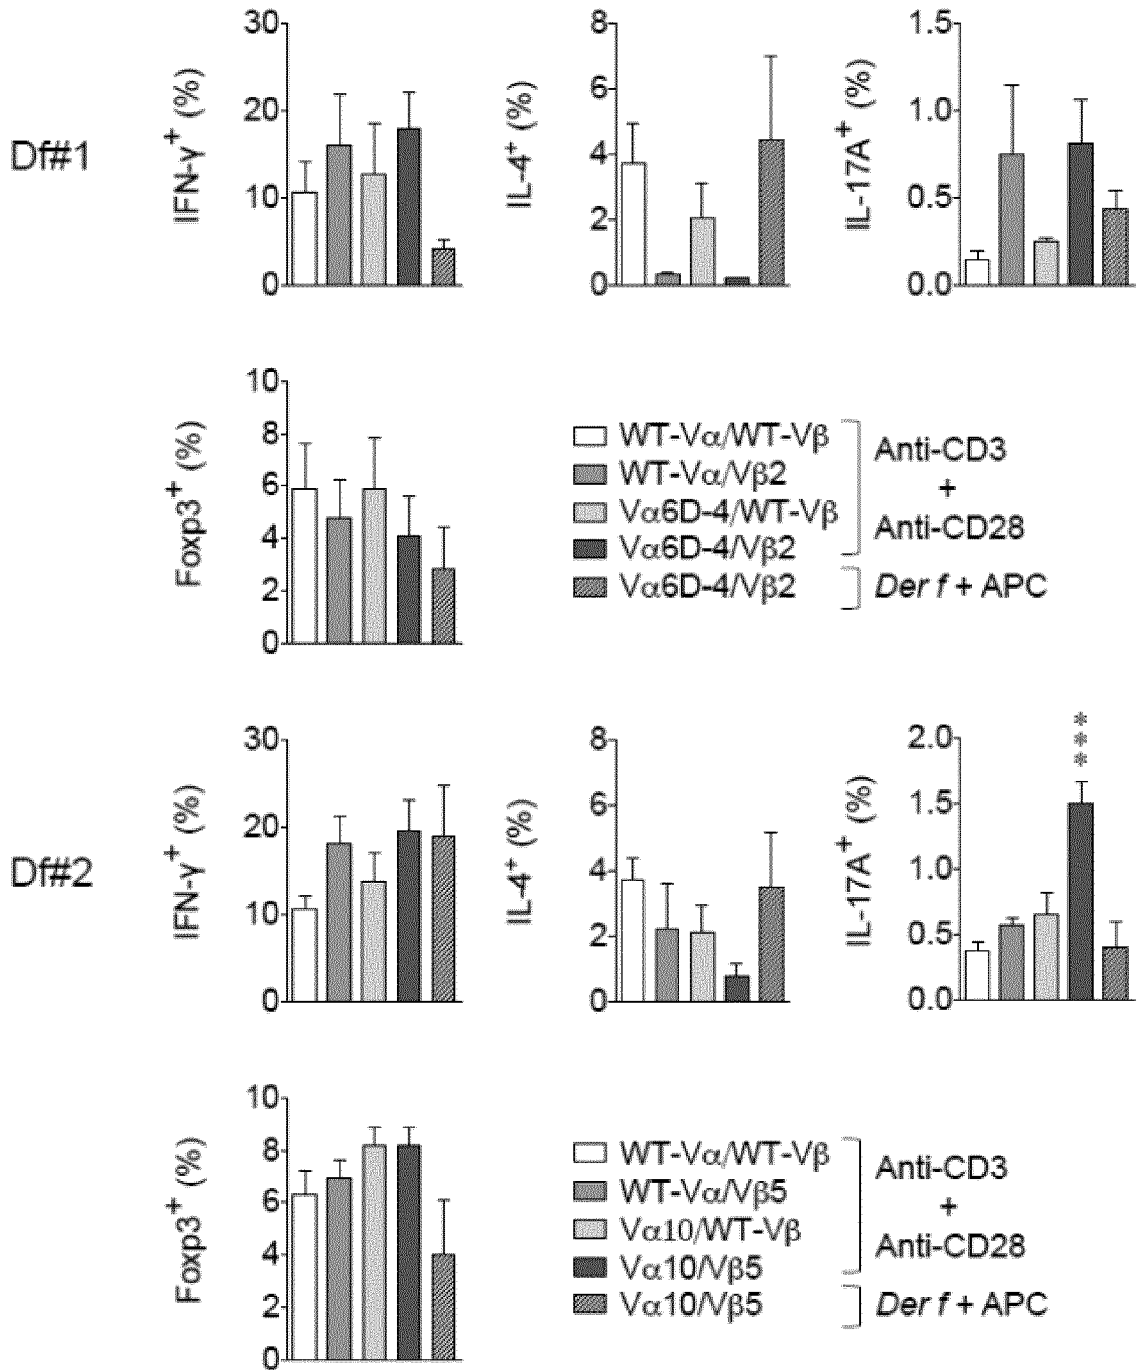 Df#1
IFN-γ⁺ (%)
30
20
10
0
IL-4⁺ (%)
8
6
4
2
0
IL-17A⁺ (%)
1.5
1.0
0.5
0.0
Foxp3⁺ (%)
10
8
6
4
2
0
WT-Vα/WT-Vβ
WT-Vα/Vβ2
Vα6D-4/WT-Vβ
Vα6D-4/Vβ2
Vα6D-4/Vβ2
Anti-CD3
+
Anti-CD28
Der f + APC
Df#2
IFN-γ⁺ (%)
30
20
10
0
IL-4⁺ (%)
8
6
4
2
0
IL-17A⁺ (%)
2.0
1.5
1.0
0.5
0.0
***
Foxp3⁺ (%)
10
8
6
4
2
0
WT-Vα/WT-Vβ
WT-Vα/Vβ5
Vα10/WT-Vβ
Vα10/Vβ5
Vα10/Vβ5
Anti-CD3
+
Anti-CD28
Der f + APC